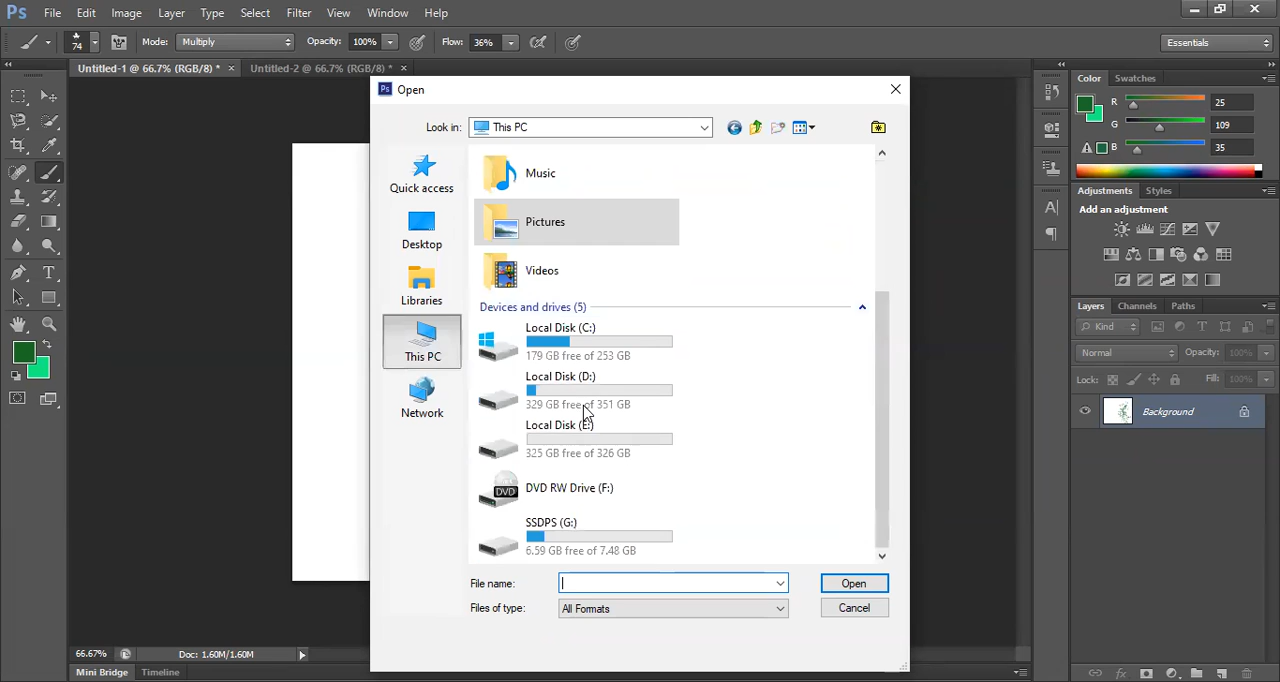 Ps File Edit Image Layer Type Select Filter View Window Help
74 Mode: Multiply Opacity: 100% Flow: 36% Essentials
Untitled-1 @ 66.7% (RGB/8) * × Untitled-2 @ 66.7% (RGB/8) * ×
Ps Open
Look in: This PC
Quick access
Desktop
Libraries
This PC
Network
Music
Pictures
Videos
Devices and drives (5)
Local Disk (C:)
179 GB free of 253 GB
Local Disk (D:)
329 GB free of 351 GB
Local Disk (E:)
325 GB free of 326 GB
DVD
DVD RW Drive (F:)
SSDPS (G:)
6.59 GB free of 7.48 GB
File name: Open
Files of type: All Formats Cancel
Color Swatches
R 25
G 109
B 35
Adjustments Styles
Add an adjustment
Layers Channels Paths
Kind
Normal Opacity: 100%
Lock: Fill: 100%
Background
66.67% Doc: 1.60M/1.60M
Mini Bridge Timeline